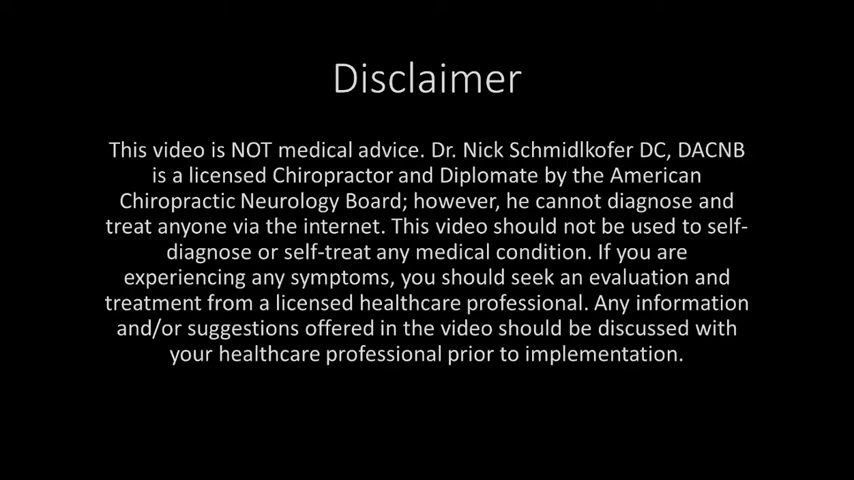 Disclaimer
This video is NOT medical advice. Dr. Nick Schmidlkofer DC, DACNB
is a licensed Chiropractor and Diplomate by the American
Chiropractic Neurology Board; however, he cannot diagnose and
treat anyone via the internet. This video should not be used to self-
diagnose or self-treat any medical condition. If you are
experiencing any symptoms, you should seek an evaluation and
treatment from a licensed healthcare professional. Any information
and/or suggestions offered in the video should be discussed with
your healthcare professional prior to implementation.